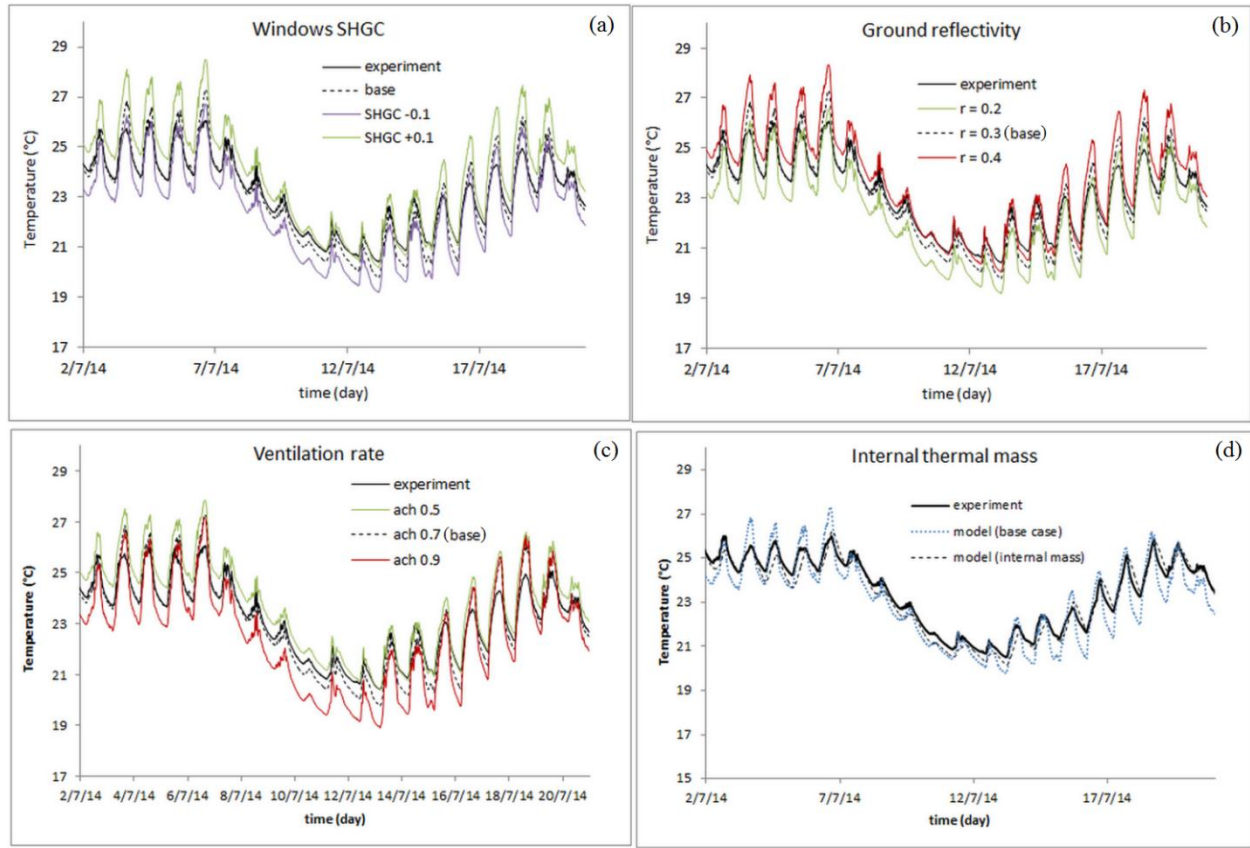 Windows SHGC
(a)
experiment
base
SHGC -0.1
SHGC +0.1
Temperature (°C)
29
27
25
23
21
19
17
2/7/14 7/7/14 12/7/14 17/7/14
time (day)
Ground reflectivity
(b)
experiment
r = 0.2
r = 0.3 (base)
r = 0.4
Temperature (°C)
29
27
25
23
21
19
17
2/7/14 7/7/14 12/7/14 17/7/14
time (day)
Ventilation rate
(c)
experiment
ach 0.5
ach 0.7 (base)
ach 0.9
Temperature (°C)
29
27
25
23
21
19
17
2/7/14 4/7/14 6/7/14 8/7/14 10/7/14 12/7/14 14/7/14 16/7/14 18/7/14 20/7/14
time (day)
Internal thermal mass
(d)
experiment
model (base case)
model (internal mass)
Temperature (°C)
29
27
25
23
21
19
17
15
2/7/14 7/7/14 12/7/14 17/7/14
time (day)